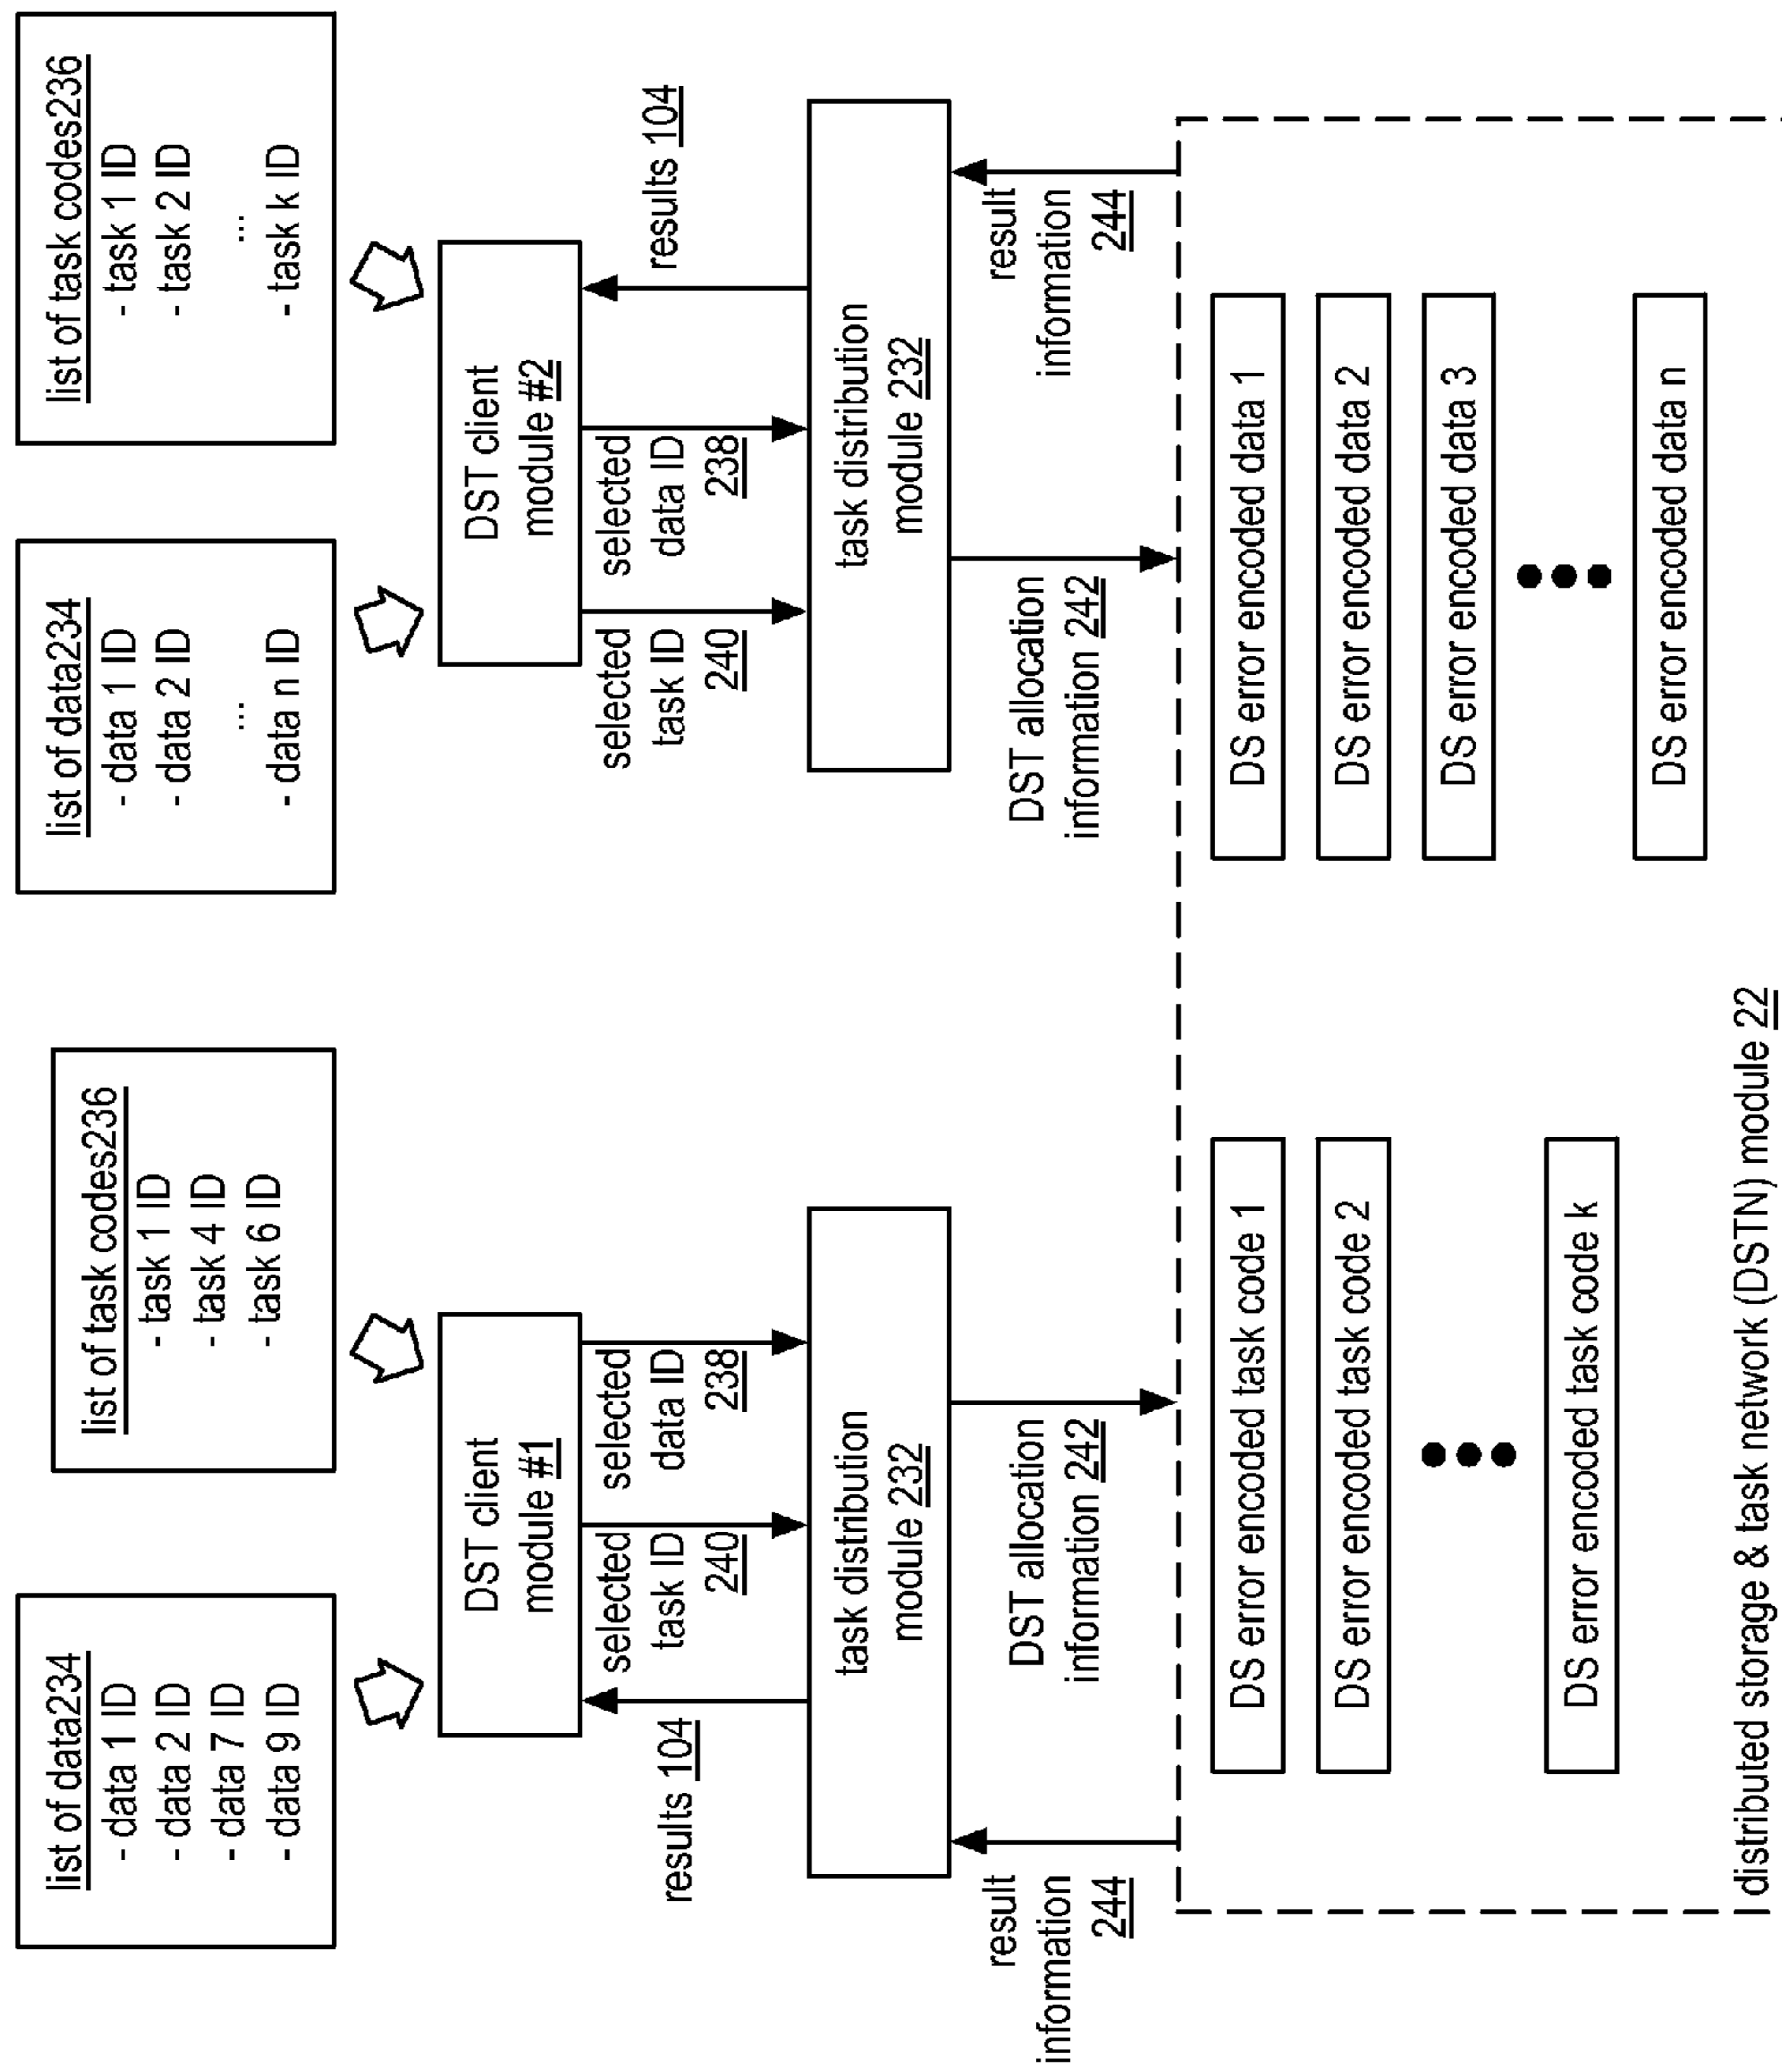 list of data234
- data 1 ID
- data 2 ID
- data 7 ID
- data 9 ID
list of task codes236
- task 1 ID
- task 4 ID
- task 6 ID
list of data234
- data 1 ID
- data 2 ID
...
- data n ID
list of task codes236
- task 1 ID
- task 2 ID
...
- task k ID
DST client
module #1
DST client
module #2
results 104
selected
task ID
240
selected
data ID
238
selected
task ID
240
selected
data ID
238
results 104
task distribution
module 232
task distribution
module 232
result
information
244
DST allocation
information 242
DST allocation
information 242
result
information
244
DS error encoded task code 1
DS error encoded task code 2
DS error encoded task code k
DS error encoded data 1
DS error encoded data 2
DS error encoded data 3
DS error encoded data n
distributed storage & task network (DSTN) module 22